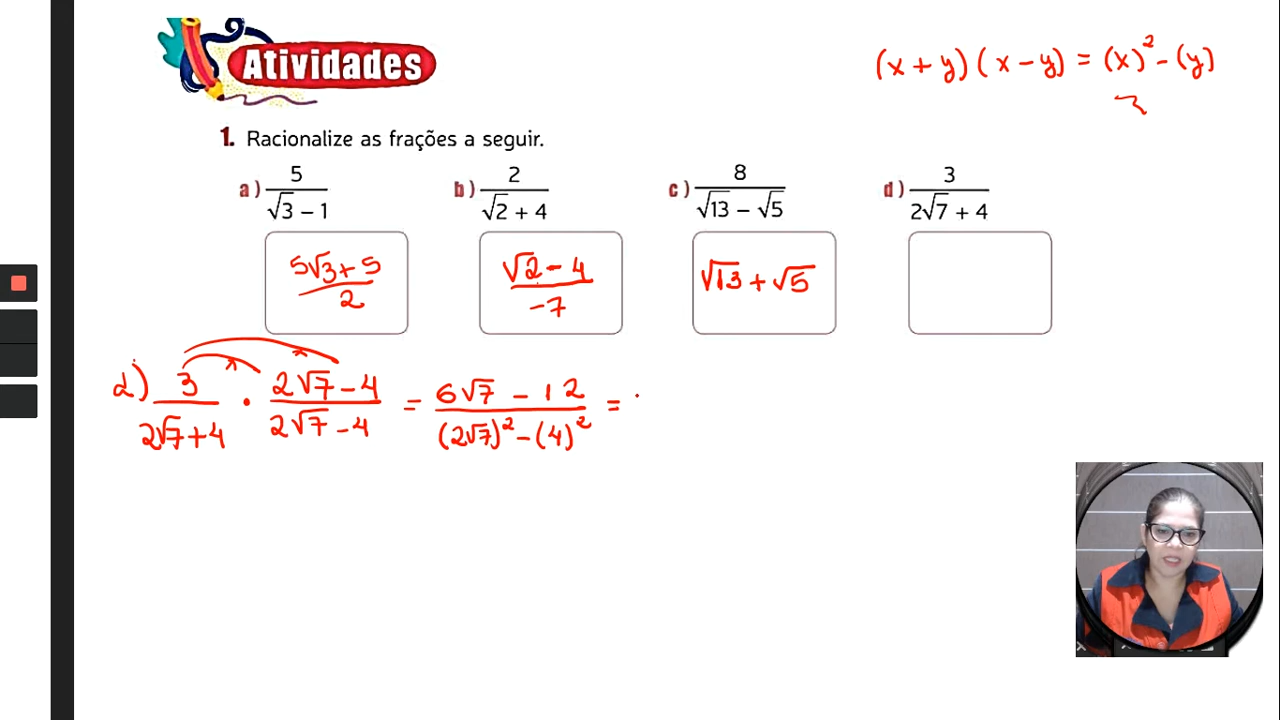 Atividades
(x + y)(x - y) = (x)² - (y)
1. Racionalize as frações a seguir.
a) 5/(√3 − 1)
b) 2/(√2 + 4)
c) 8/(√13 − √5)
d) 3/(2√7 + 4)
(5√3 + 5)/2
(√2 - 4)/-7
√13 + √5
d) 3/(2√7 + 4) • (2√7 - 4)/(2√7 - 4) = (6√7 - 12)/((2√7)² - (4)²) =